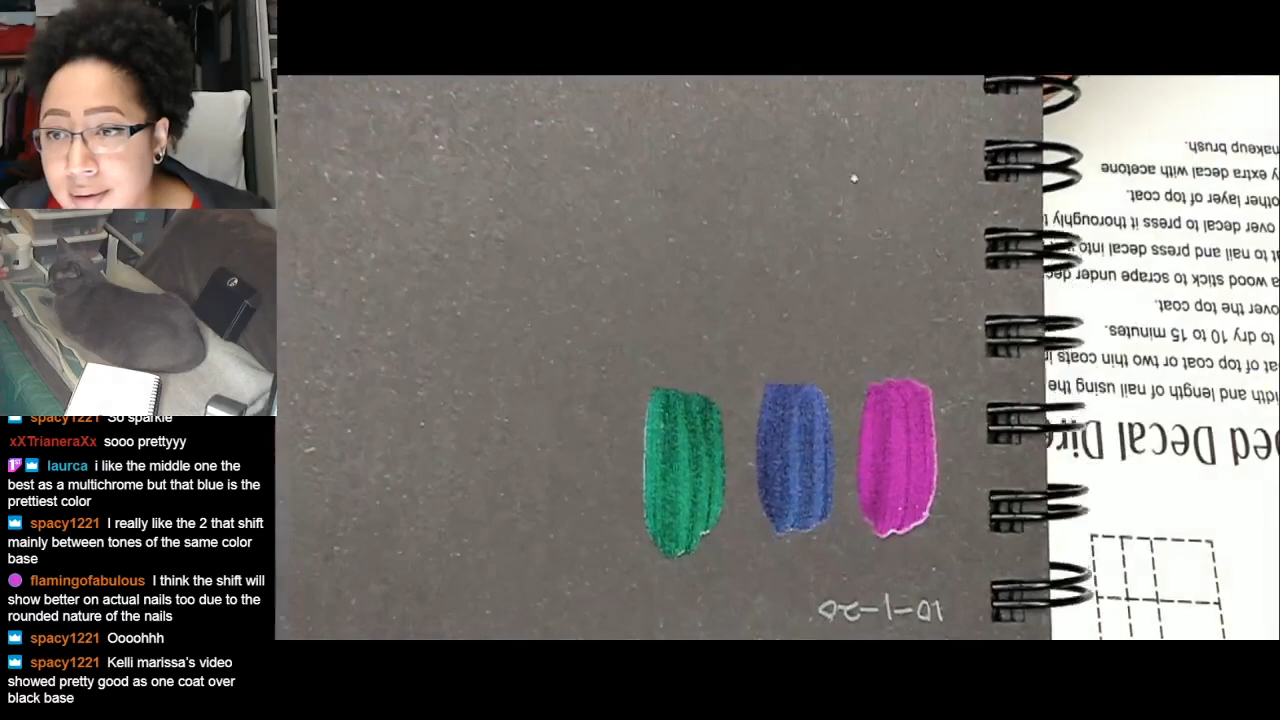 spacy1221 So sparkle
xXTrianeraXx sooo prettyyy
laurca i like the middle one the
best as a multichrome but that blue is the
prettiest color
spacy1221 I really like the 2 that shift
mainly between tones of the same color
base
flamingofabulous I think the shift will
show better on actual nails too due to the
rounded nature of the nails
spacy1221 Oooohhh
spacy1221 Kelli marissa's video
showed pretty good as one coat over
black base
10-1-20
Decal
width and length of nail using the
at of top coat or two thin coats
to dry 10 to 15 minutes.
over the top coat.
a wood stick to scrape under
to nail and press decal into
over decal to press it thoroughly
other layer of top coat.
extra decal with acetone
makeup brush.